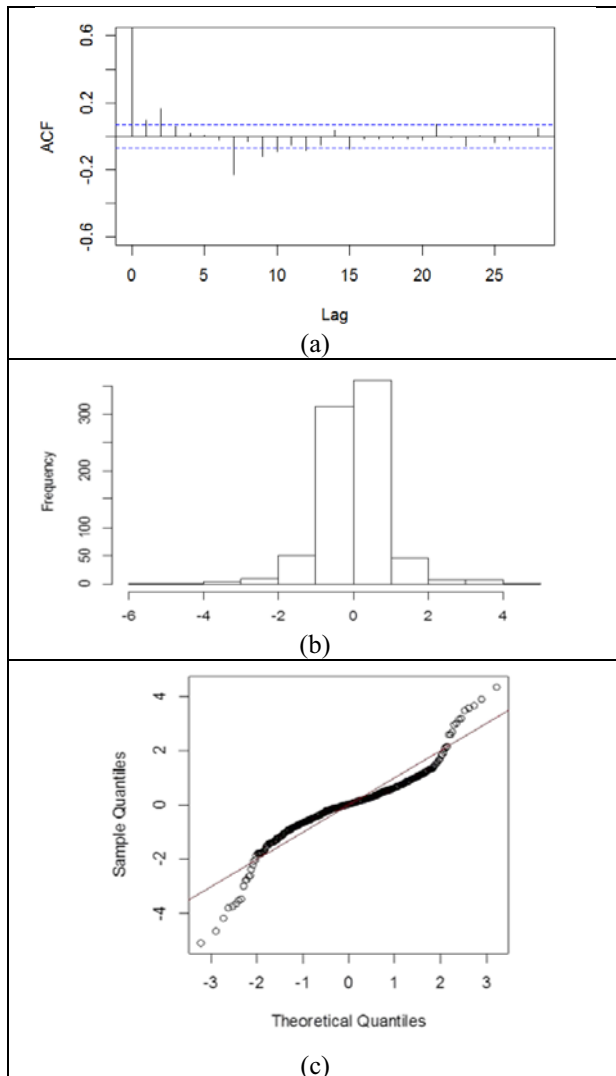 0.6
0.2
-0.2
-0.6
ACF
0 5 10 15 20 25
Lag
(a)
300
200
100
50
0
Frequency
-6 -4 -2 0 2 4
(b)
4
2
0
-2
-4
Sample Quantiles
-3 -2 -1 0 1 2 3
Theoretical Quantiles
(c)